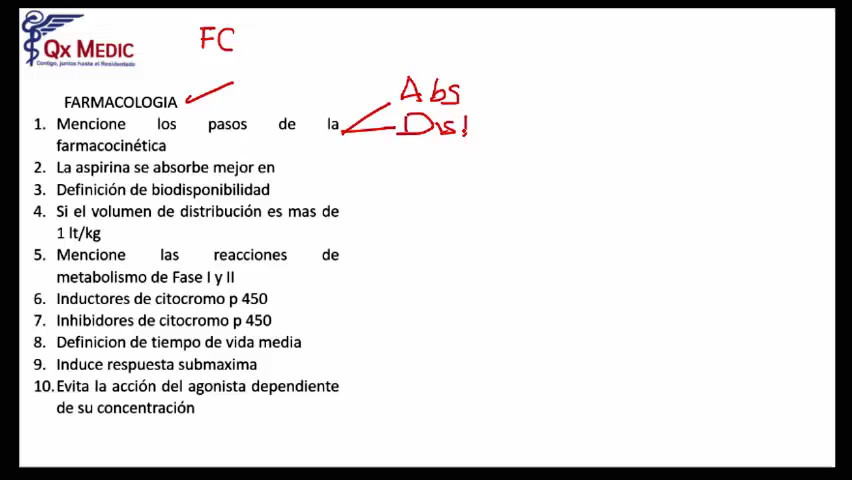 FC
QX MEDIC
Contigo, juntos hasta el Residentado
FARMACOLOGIA
Abs
1. Mencione los pasos de la
Dis
farmacocinética
2. La aspirina se absorbe mejor en
3. Definición de biodisponibilidad
4. Si el volumen de distribución es mas de
1 lt/kg
5. Mencione las reacciones de
metabolismo de Fase I y II
6. Inductores de citocromo p 450
7. Inhibidores de citocromo p 450
8. Definicion de tiempo de vida media
9. Induce respuesta submaxima
10. Evita la acción del agonista dependiente
de su concentración